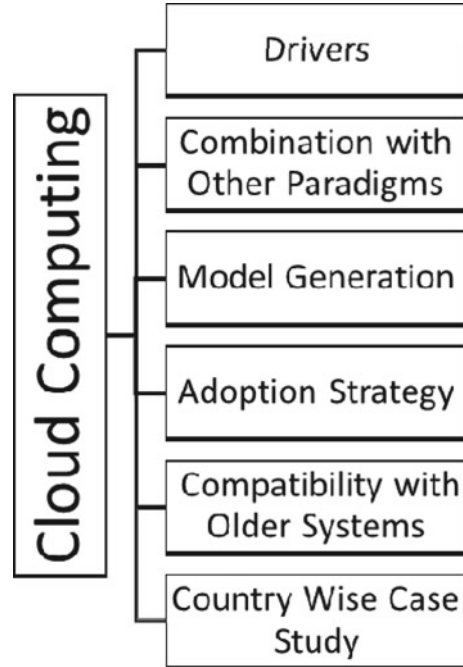 Cloud Computing
Drivers
Combination with
Other Paradigms
Model Generation
Adoption Strategy
Compatibility with
Older Systems
Country Wise Case
Study